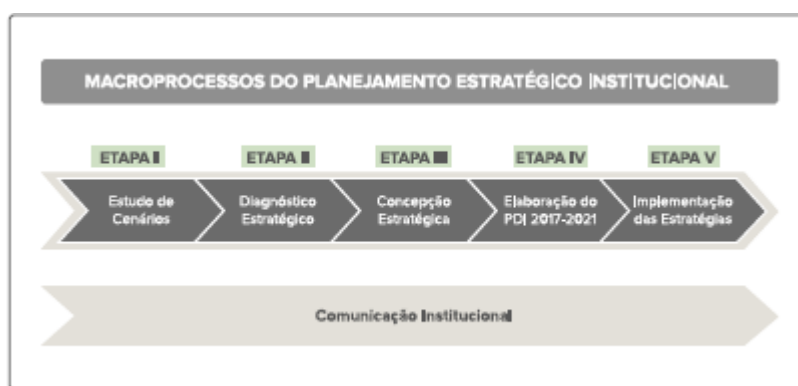 MACROPROCESSOS DO PLANEJAMENTO ESTRATÉGICO INSTITUCIONAL
ETAPA I ETAPA II ETAPA III ETAPA IV ETAPA V
Estudo de
Cenários
Diagnóstico
Estratégico
Concepção
Estratégica
Elaboração do
PDI 2017-2021
Implementação
das Estratégias
Comunicação Institucional